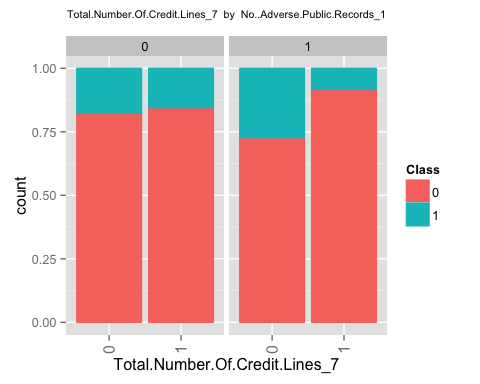 Total.Number.Of.Credit.Lines_7 by No..Adverse.Public.Records_1
0 1
1.00
0.75
0.50
0.25
0.00
count
0 1 0 1
Total.Number.Of.Credit.Lines_7
Class
0
1